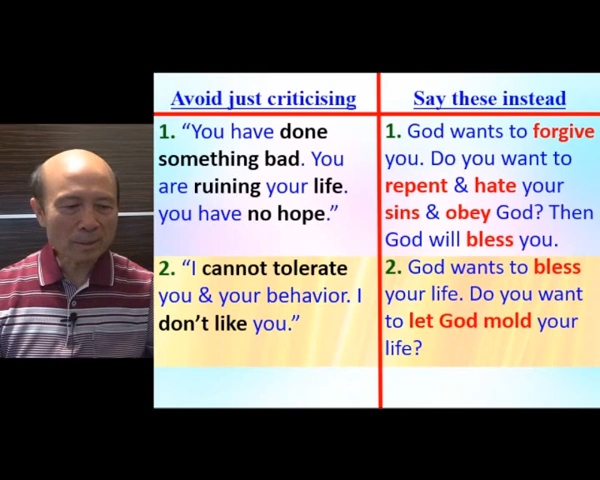 Avoid just criticising
Say these instead
1. “You have done
something bad. You
are ruining your life.
you have no hope.”
1. God wants to forgive
you. Do you want to
repent & hate your
sins & obey God? Then
God will bless you.
2. “I cannot tolerate
you & your behavior. I
don’t like you.”
2. God wants to bless
your life. Do you want
to let God mold your
life?